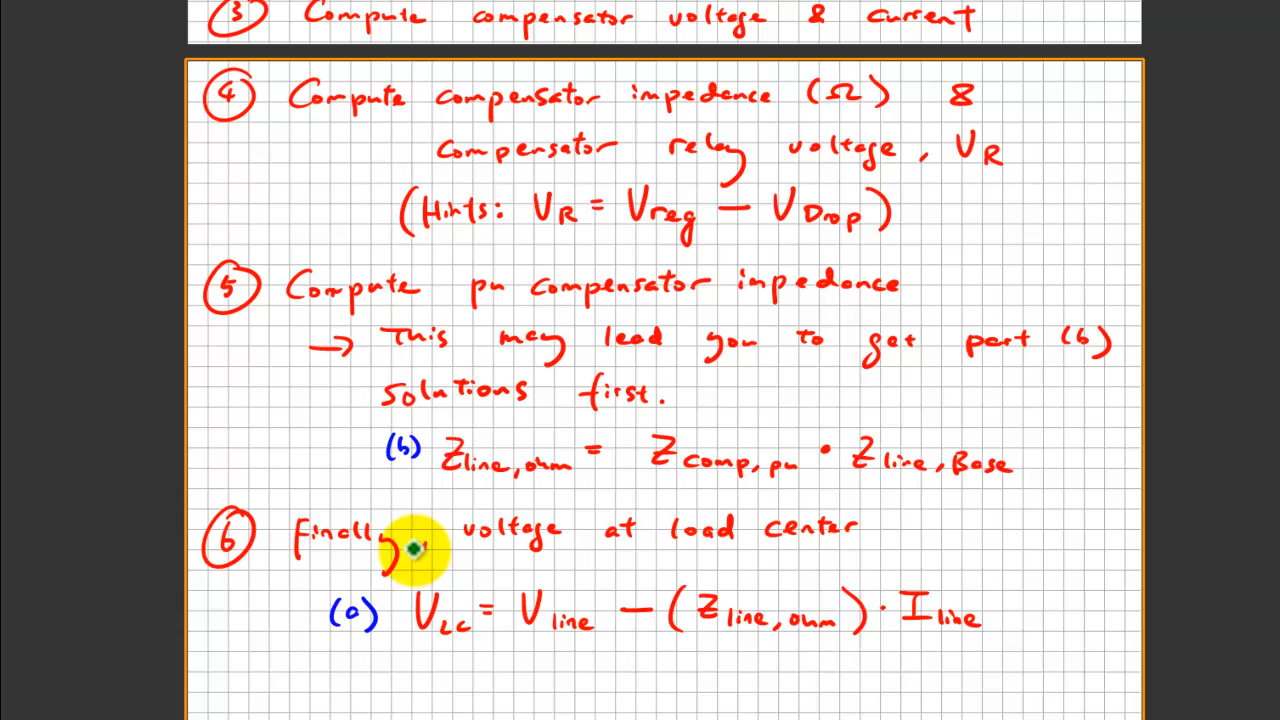 ③ Compute compensator voltage & current
④ Compute compensator impedance (Ω) &
compensator relay voltage, V_R
(Hints: V_R = V_reg - V_Drop)
⑤ Compute pu compensator impedance
→ This may lead you to get part (b)
solutions first.
(b) Z_line,ohm = Z_comp,pu · Z_line,Base
⑥ Finally, voltage at load center
(a) V_LC = V_line - (Z_line,ohm) · I_line